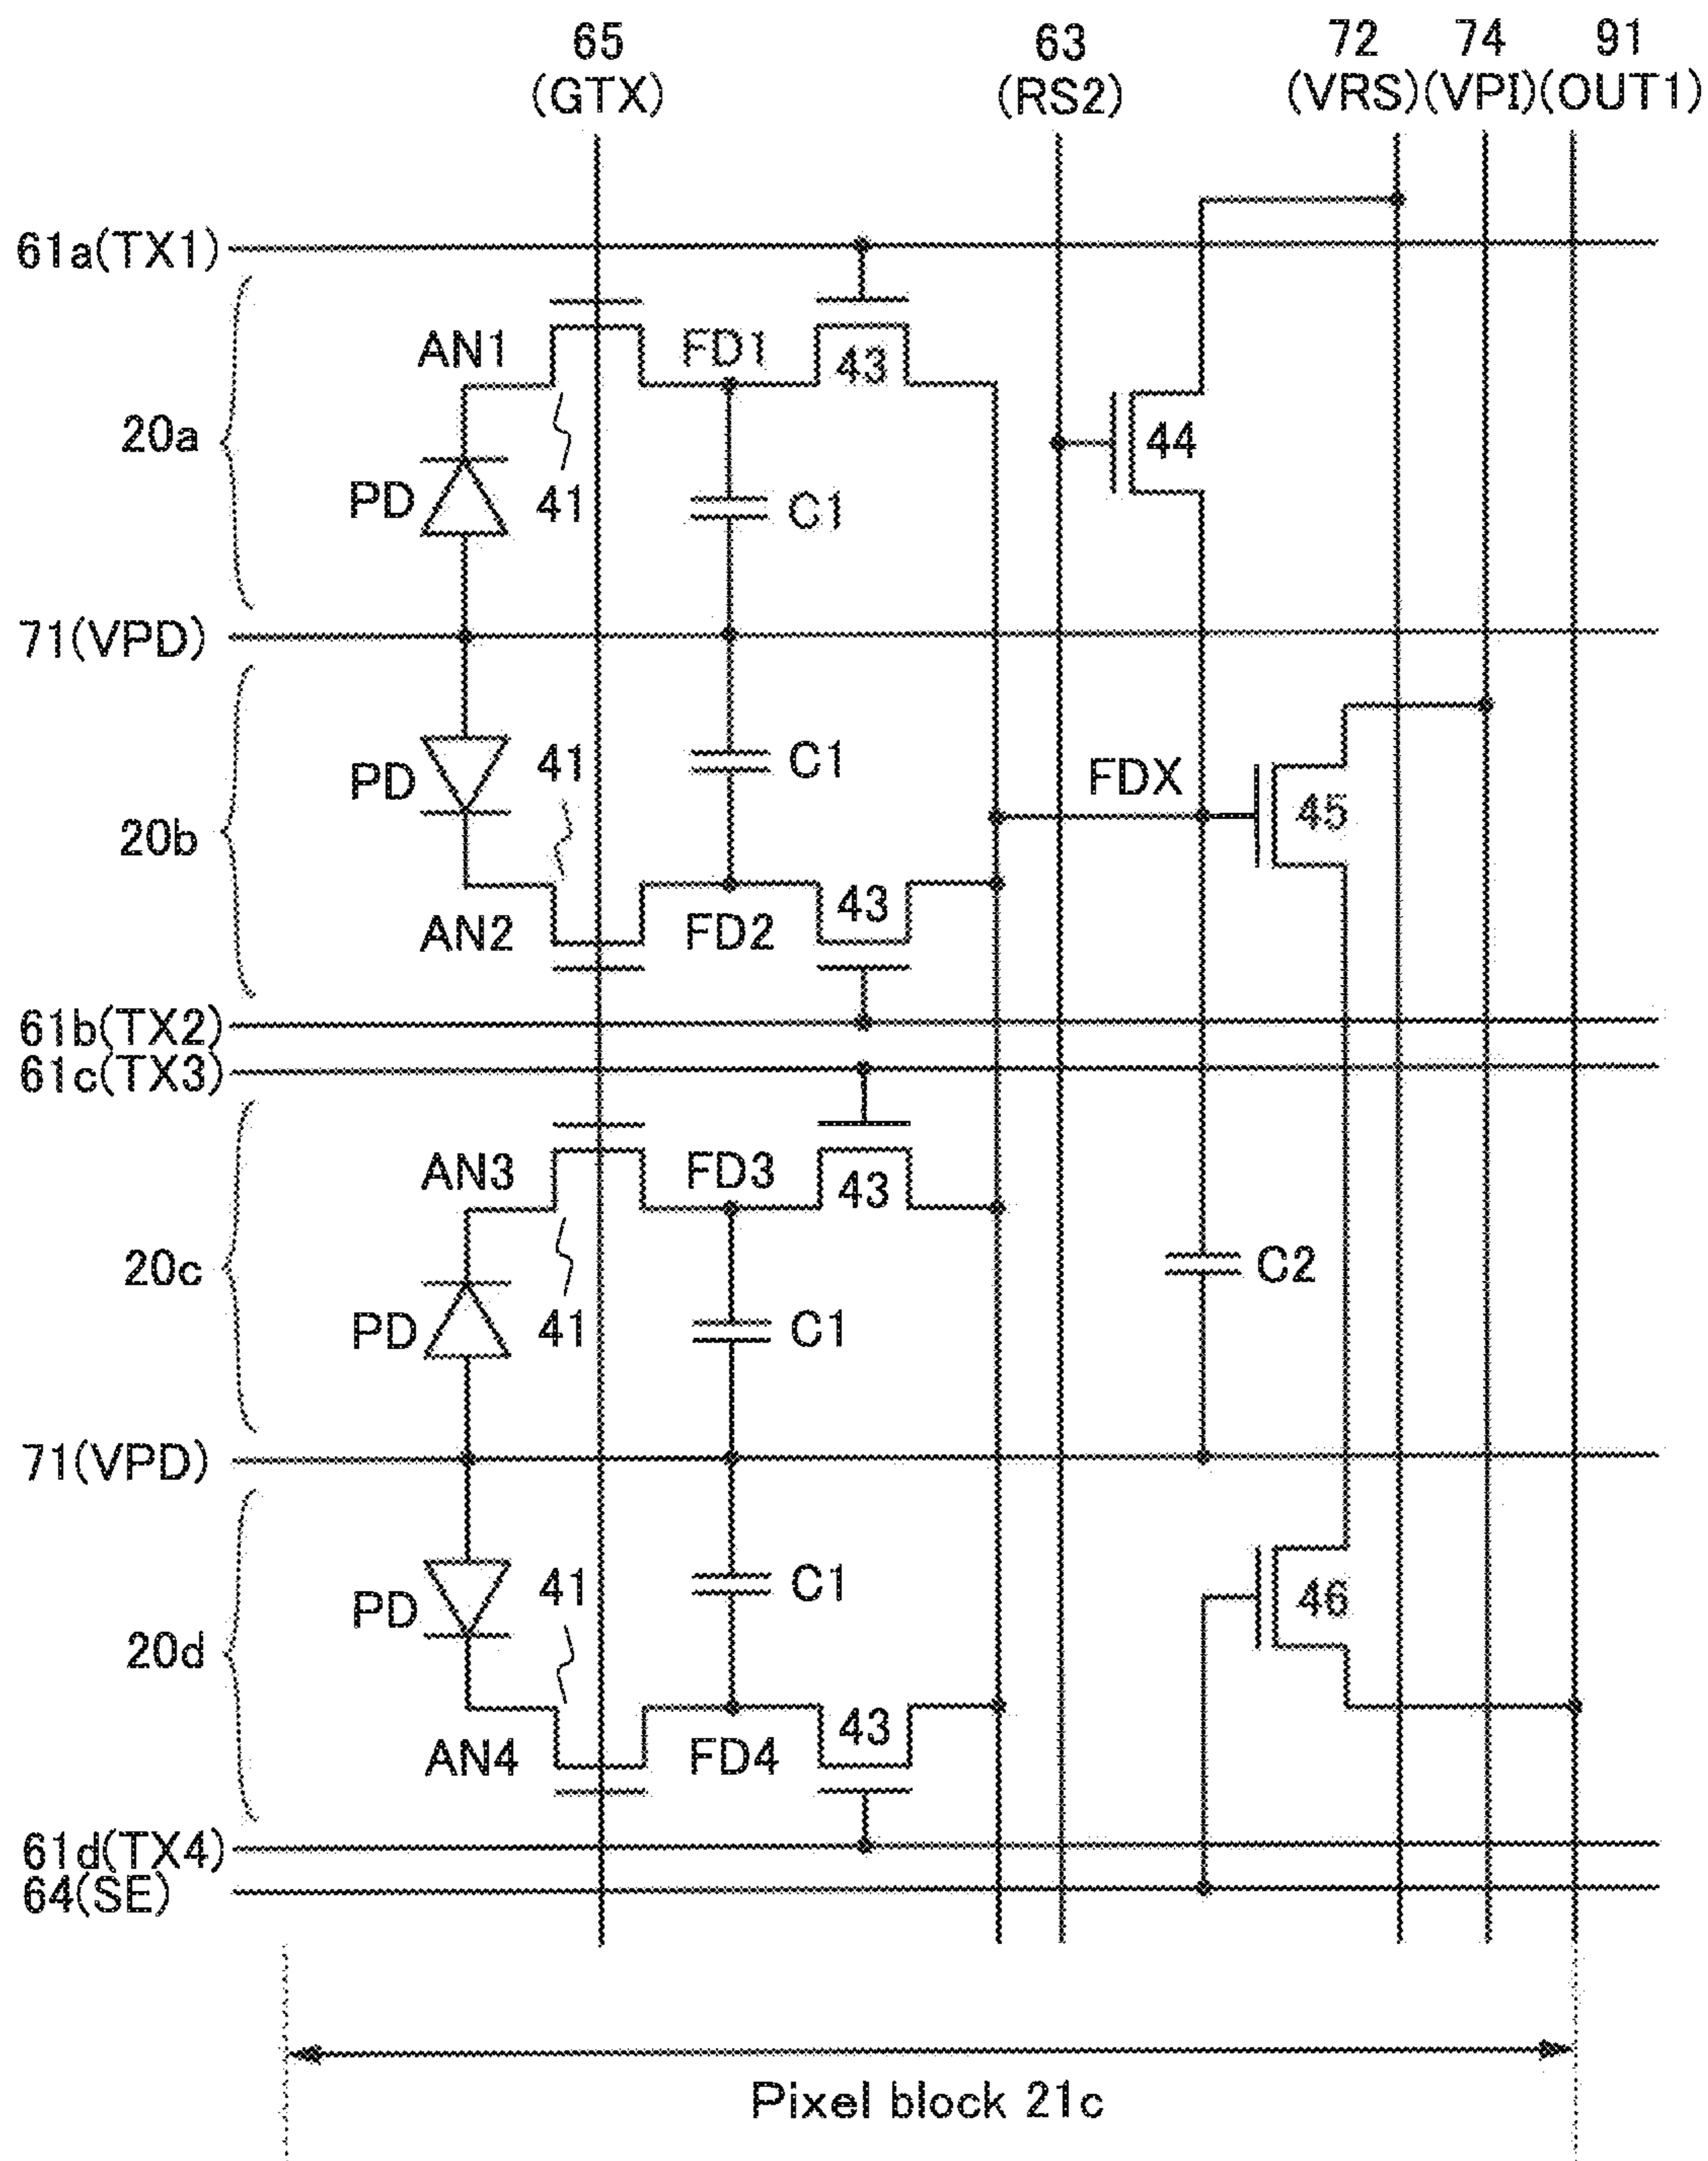 65 63 72 74 91
(GTX) (RS2) (VRS)(VPI)(OUT1)
61a(TX1)
AN1 FD1 43
20a 44
PD 41 C1
71(VPD)
PD 41 C1 FDX 45
20b
AN2 FD2 43
61b(TX2)
61c(TX3)
AN3 FD3 43
20c C2
PD 41 C1
71(VPD)
PD 41 C1 46
20d
AN4 FD4 43
61d(TX4)
64(SE)
Pixel block 21c